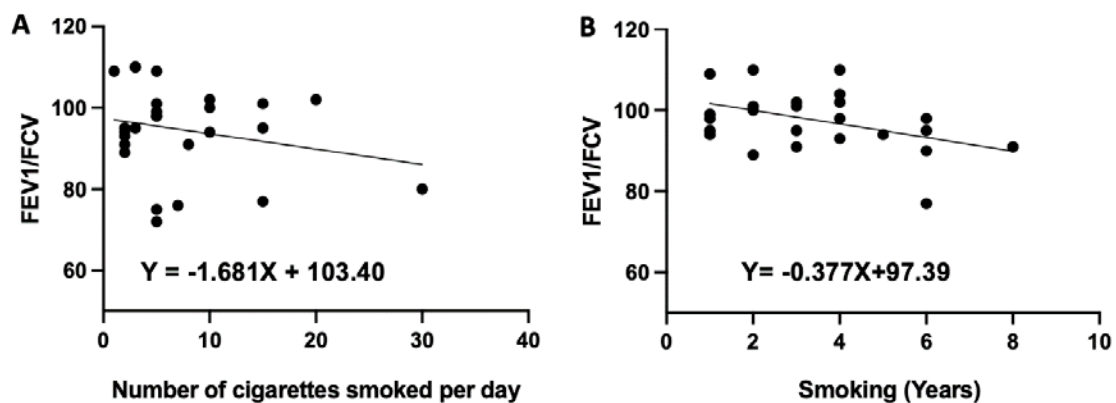 A
FEV1/FCV
120
100
80
60
Y = -1.681X + 103.40
0
10
20
30
40
Number of cigarettes smoked per day
B
FEV1/FCV
120
100
80
60
Y= -0.377X+97.39
0
2
4
6
8
10
Smoking (Years)